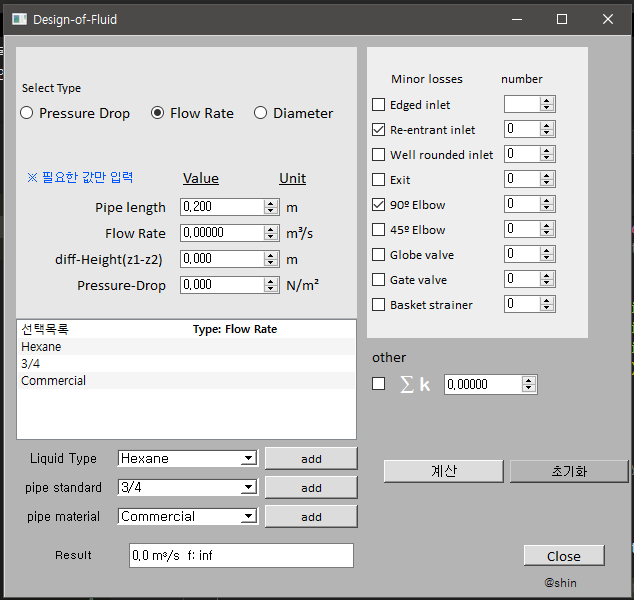 Design-of-Fluid
Select Type
Pressure Drop Flow Rate Diameter
※ 필요한 값만 입력 Value Unit
Pipe length 0,200 m
Flow Rate 0,00000 m³/s
diff-Height(z1-z2) 0,000 m
Pressure-Drop 0,000 N/m²
Minor losses number
Edged inlet
Re-entrant inlet 0
Well rounded inlet 0
Exit 0
90º Elbow 0
45º Elbow 0
Globe valve 0
Gate valve 0
Basket strainer 0
선택목록 Type: Flow Rate
Hexane
3/4
Commercial
other
∑ k 0,00000
Liquid Type Hexane add
pipe standard 3/4 add
pipe material Commercial add
계산 초기화
Result 0,0 m³/s f: inf
Close
@shin